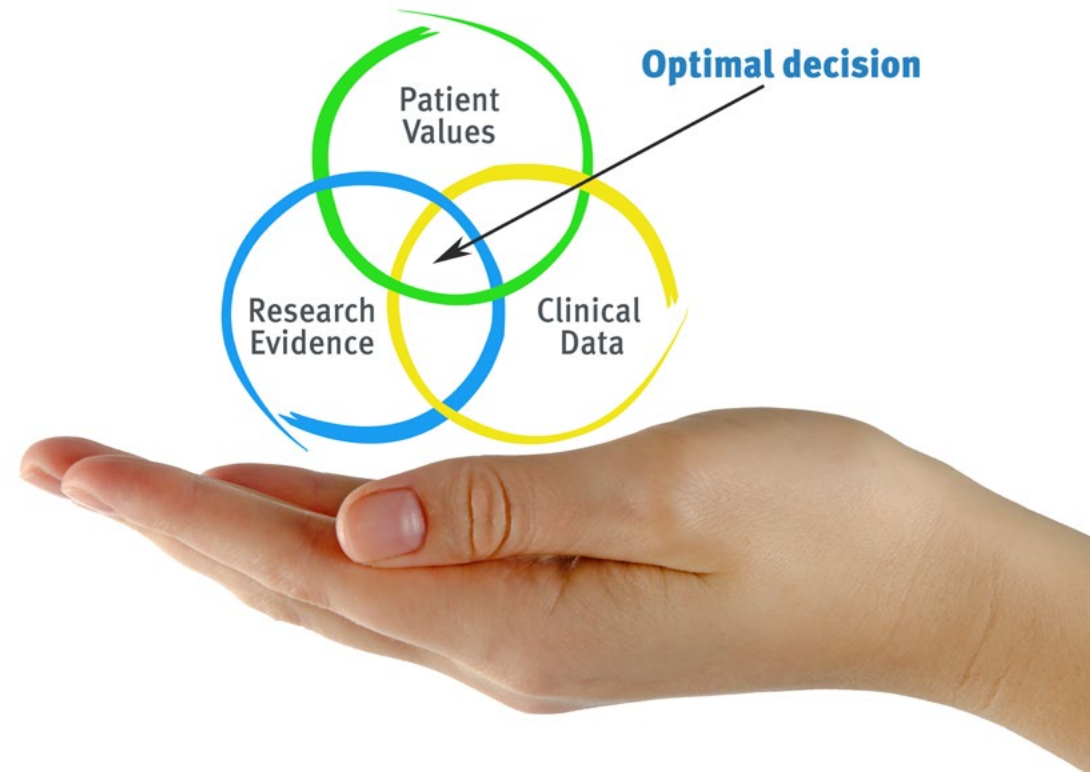 Optimal decision
Patient
Values
Research
Evidence
Clinical
Data